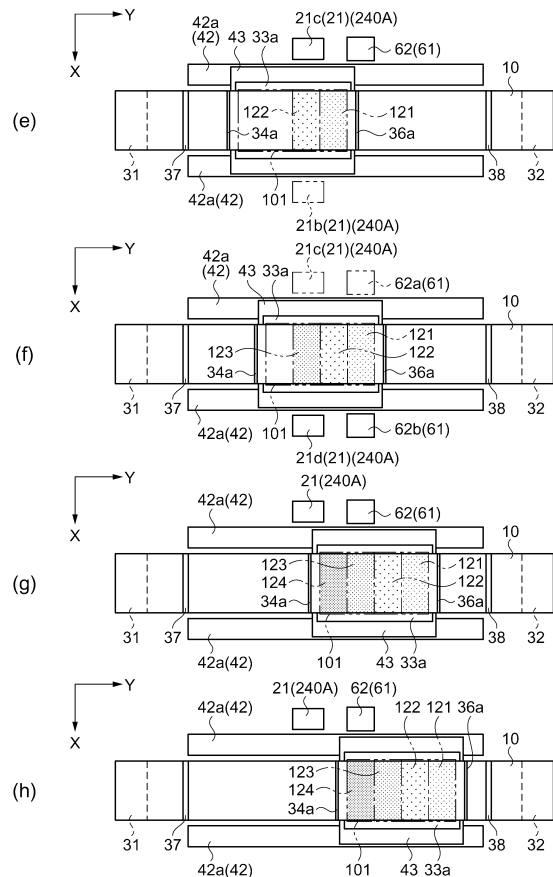 21c(21)(240A)
42a
(42)
43
33a
62(61)
Y
X
10
(e)
122
121
34a
36a
31
37
38
32
42a(42)
101
21b(21)(240A)
21c(21)(240A)
Y
X
42a
(42)
43
33a
62a(61)
10
(f)
121
123
122
34a
36a
31
37
38
32
42a(42)
101
62b(61)
21d(21)(240A)
21(240A)
Y
X
42a(42)
62(61)
10
(g)
123
121
124
122
34a
36a
31
37
38
32
42a(42)
101
43
33a
21(240A)
62(61)
Y
X
42a(42)
122
121
36a
10
(h)
123
124
34a
31
37
38
32
42a(42)
101
43
33a